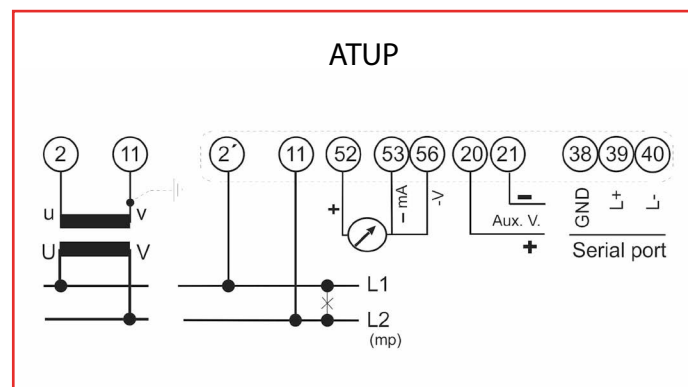 ATUP
2 11 2´ 11 52 53 56 20 21 38 39 40
u v
+ – mA -V
– Aux. V. +
GND L+ L-
U V
Serial port
L1
L2
(mp)